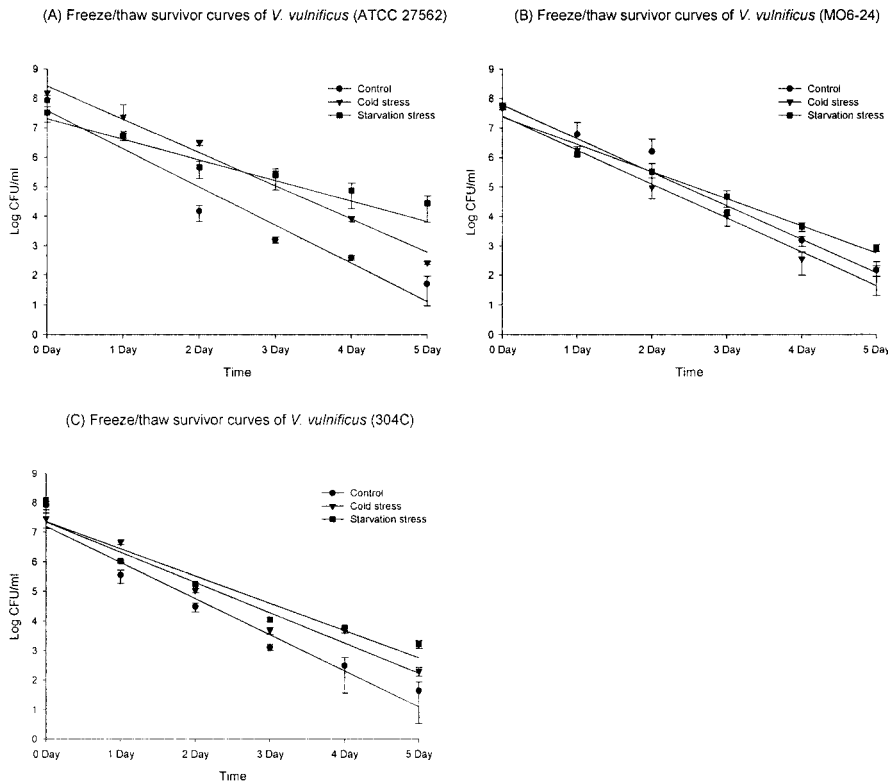 (A) Freeze/thaw survivor curves of V. vulnificus (ATCC 27562)
9
8
7
6
5
4
3
2
1
0
Log CFU/ml
Control
Cold stress
Starvation stress
0 Day 1 Day 2 Day 3 Day 4 Day 5 Day
Time
(B) Freeze/thaw survivor curves of V. vulnificus (MO6-24)
9
8
7
6
5
4
3
2
1
0
Log CFU/ml
Control
Cold stress
Starvation stress
0 Day 1 Day 2 Day 3 Day 4 Day 5 Day
Time
(C) Freeze/thaw survivor curves of V. vulnificus (304C)
9
8
7
6
5
4
3
2
1
0
Log CFU/ml
Control
Cold stress
Starvation stress
0 Day 1 Day 2 Day 3 Day 4 Day 5 Day
Time